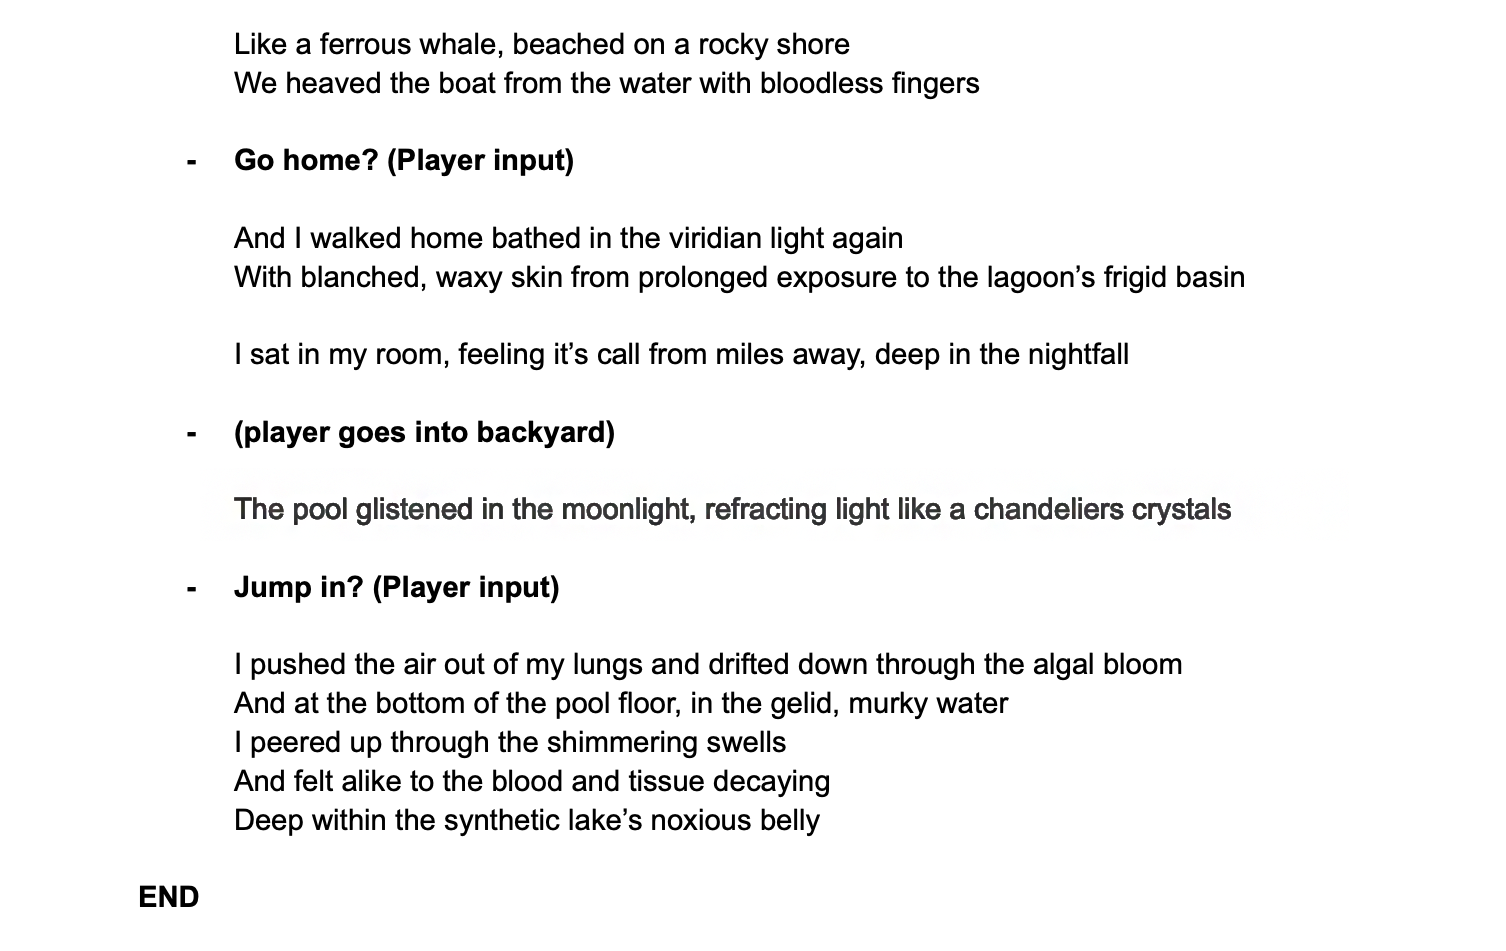 Like a ferrous whale, beached on a rocky shore
We heaved the boat from the water with bloodless fingers
- Go home? (Player input)
And I walked home bathed in the viridian light again
With blanched, waxy skin from prolonged exposure to the lagoon’s frigid basin
I sat in my room, feeling it’s call from miles away, deep in the nightfall
- (player goes into backyard)
The pool glistened in the moonlight, refracting light like a chandeliers crystals
- Jump in? (Player input)
I pushed the air out of my lungs and drifted down through the algal bloom
And at the bottom of the pool floor, in the gelid, murky water
I peered up through the shimmering swells
And felt alike to the blood and tissue decaying
Deep within the synthetic lake’s noxious belly
END